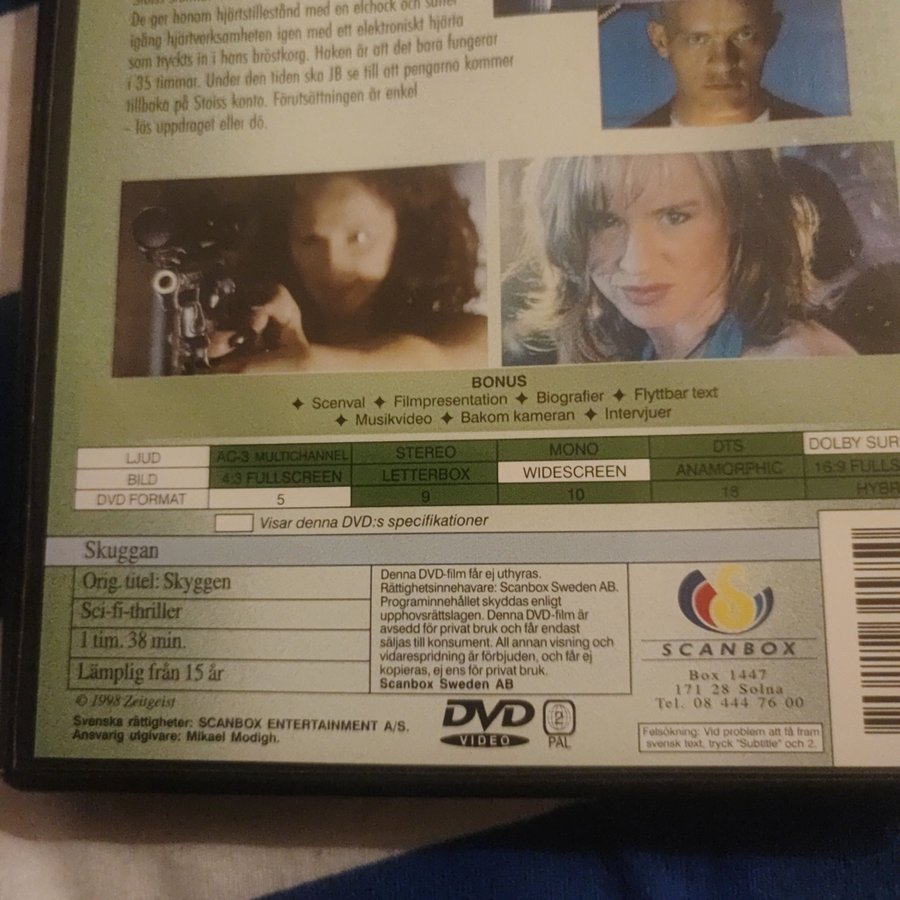 De ger honom hjärtstillestånd med en elchock och
igång hjärtverksamheten igen med ett elektroniskt hjärta
som tryckts in i hans bröstkorg. Haken är att det bara fungerar
i 35 timmar. Under den tiden ska JB se till att pengarna kommer
tillbaka på Stoiss konto. Förutsättningen är enkel
- lös uppdraget eller dö.
BONUS
✦ Scenval ✦ Filmpresentation ✦ Biografier ✦ Flyttbar text
✦ Musikvideo ✦ Bakom kameran ✦ Intervjuer
LJUD AC-3 MULTICHANNEL STEREO MONO DTS DOLBY SUR
BILD 4:3 FULLSCREEN LETTERBOX WIDESCREEN ANAMORPHIC 16:9 FULLS
DVD FORMAT 5 9 10 18 HYBR
Visar denna DVD:s specifikationer
Skuggan
Orig. titel: Skyggen
Sci-fi-thriller
1 tim. 38 min.
Lämplig från 15 år
© 1998 Zeitgeist
Svenska rättigheter: SCANBOX ENTERTAINMENT A/S.
Ansvarig utgivare: Mikael Modigh.
Denna DVD-film får ej uthyras.
Rättighetsinnehavare: Scanbox Sweden AB.
Programinnehållet skyddas enligt
upphovsrättslagen. Denna DVD-film är
avsedd för privat bruk och får endast
säljas till konsument. All annan visning och
vidarespridning är förbjuden, och får ej
kopieras, ej ens för privat bruk.
Scanbox Sweden AB
DVD
VIDEO
2
PAL
S
SCANBOX
Box 1447
171 28 Solna
Tel. 08 444 76 00
Felsökning: Vid problem att få fram
svensk text, tryck "Subtitle" och 2.